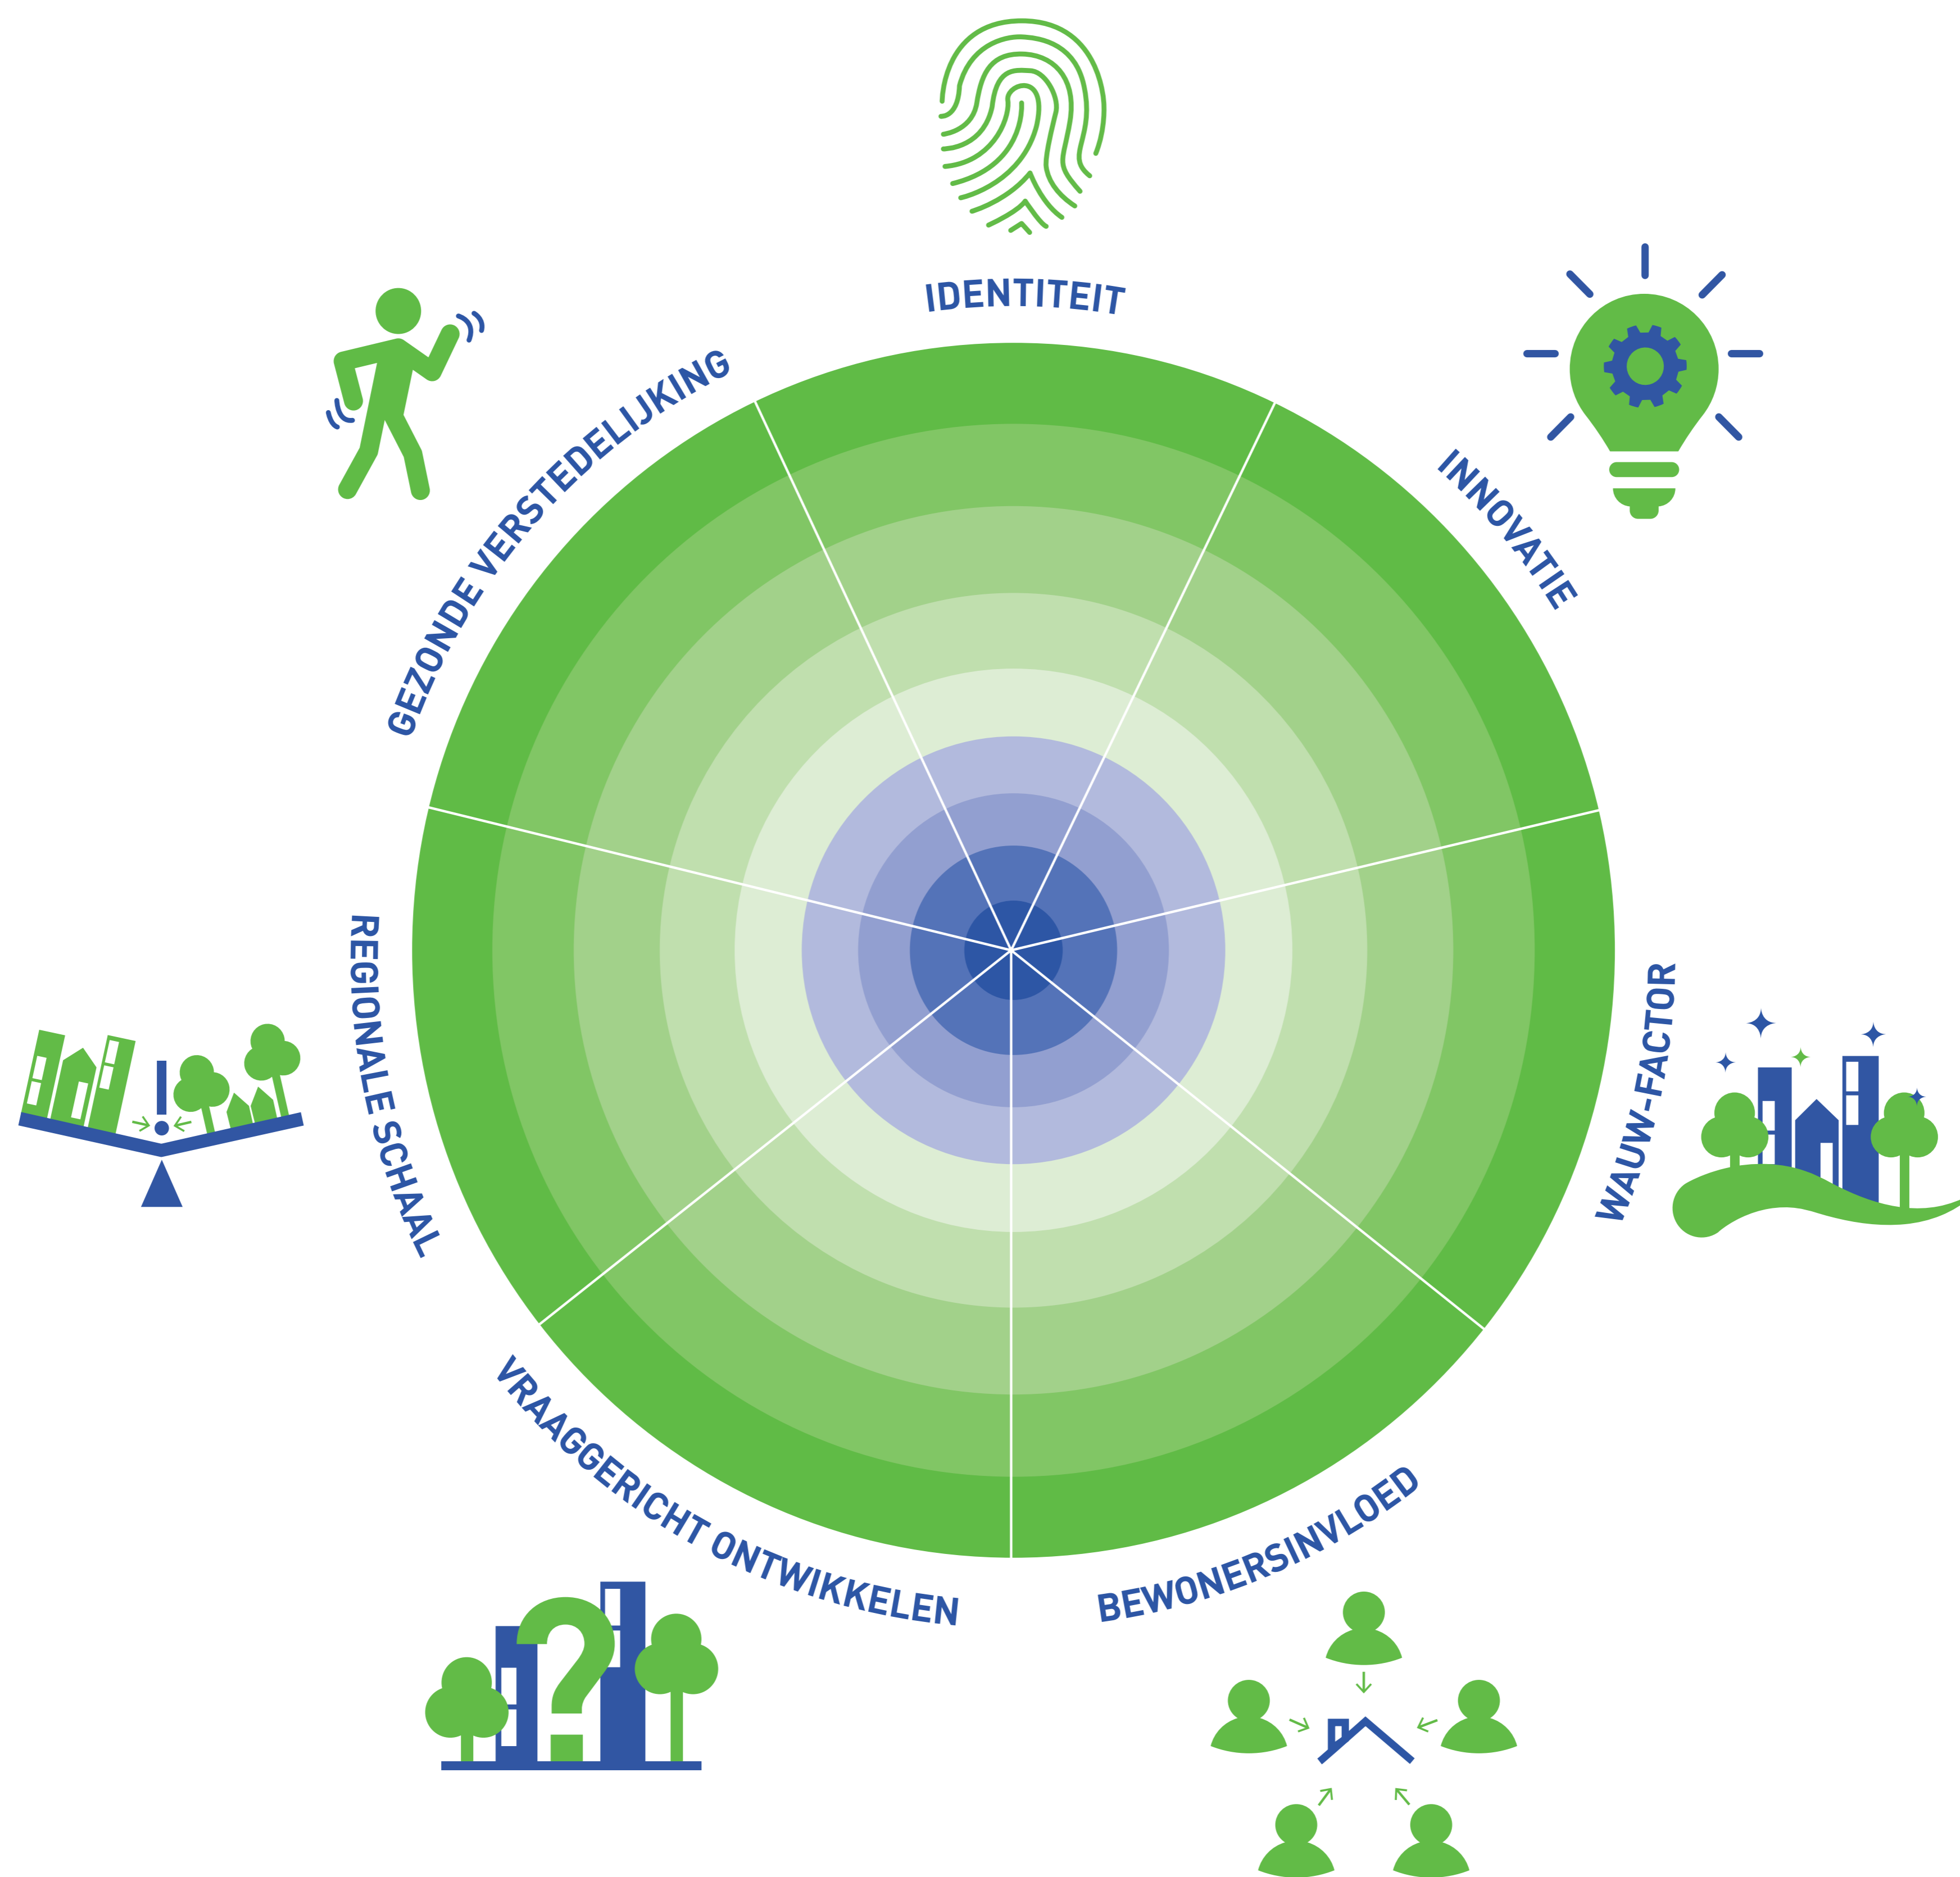 IDENTITEIT
INNOVATIE
WAUW-FACTOR
BEWONERSINVLOED
VRAAGGERICHT ONTWIKKELEN
REGIONALE SCHAAL
GEZONDE VERSTEDELIJKING